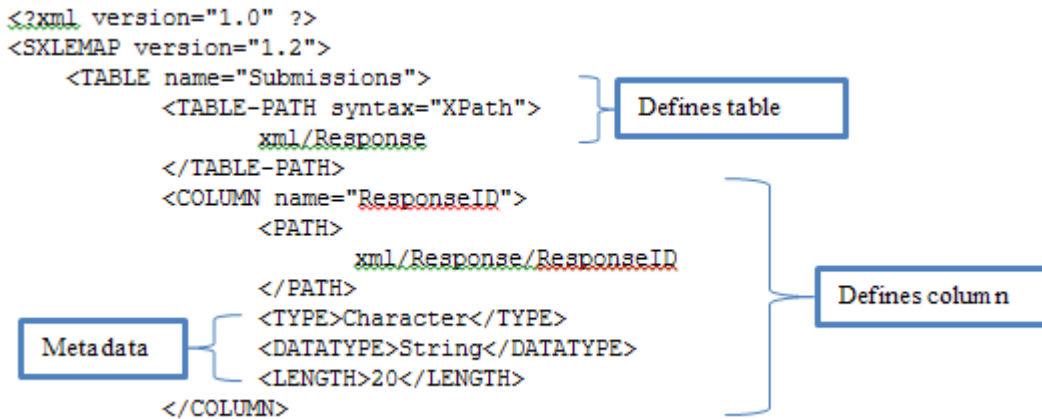 <?xml version="1.0" ?>
<SXLEMAP version="1.2">
<TABLE name="Submissions">
<TABLE-PATH syntax="XPath">
xml/Response
</TABLE-PATH>
Defines table
<COLUMN name="ResponseID">
<PATH>
xml/Response/ResponseID
</PATH>
<TYPE>Character</TYPE>
<DATATYPE>String</DATATYPE>
<LENGTH>20</LENGTH>
</COLUMN>
Defines column
Metadata